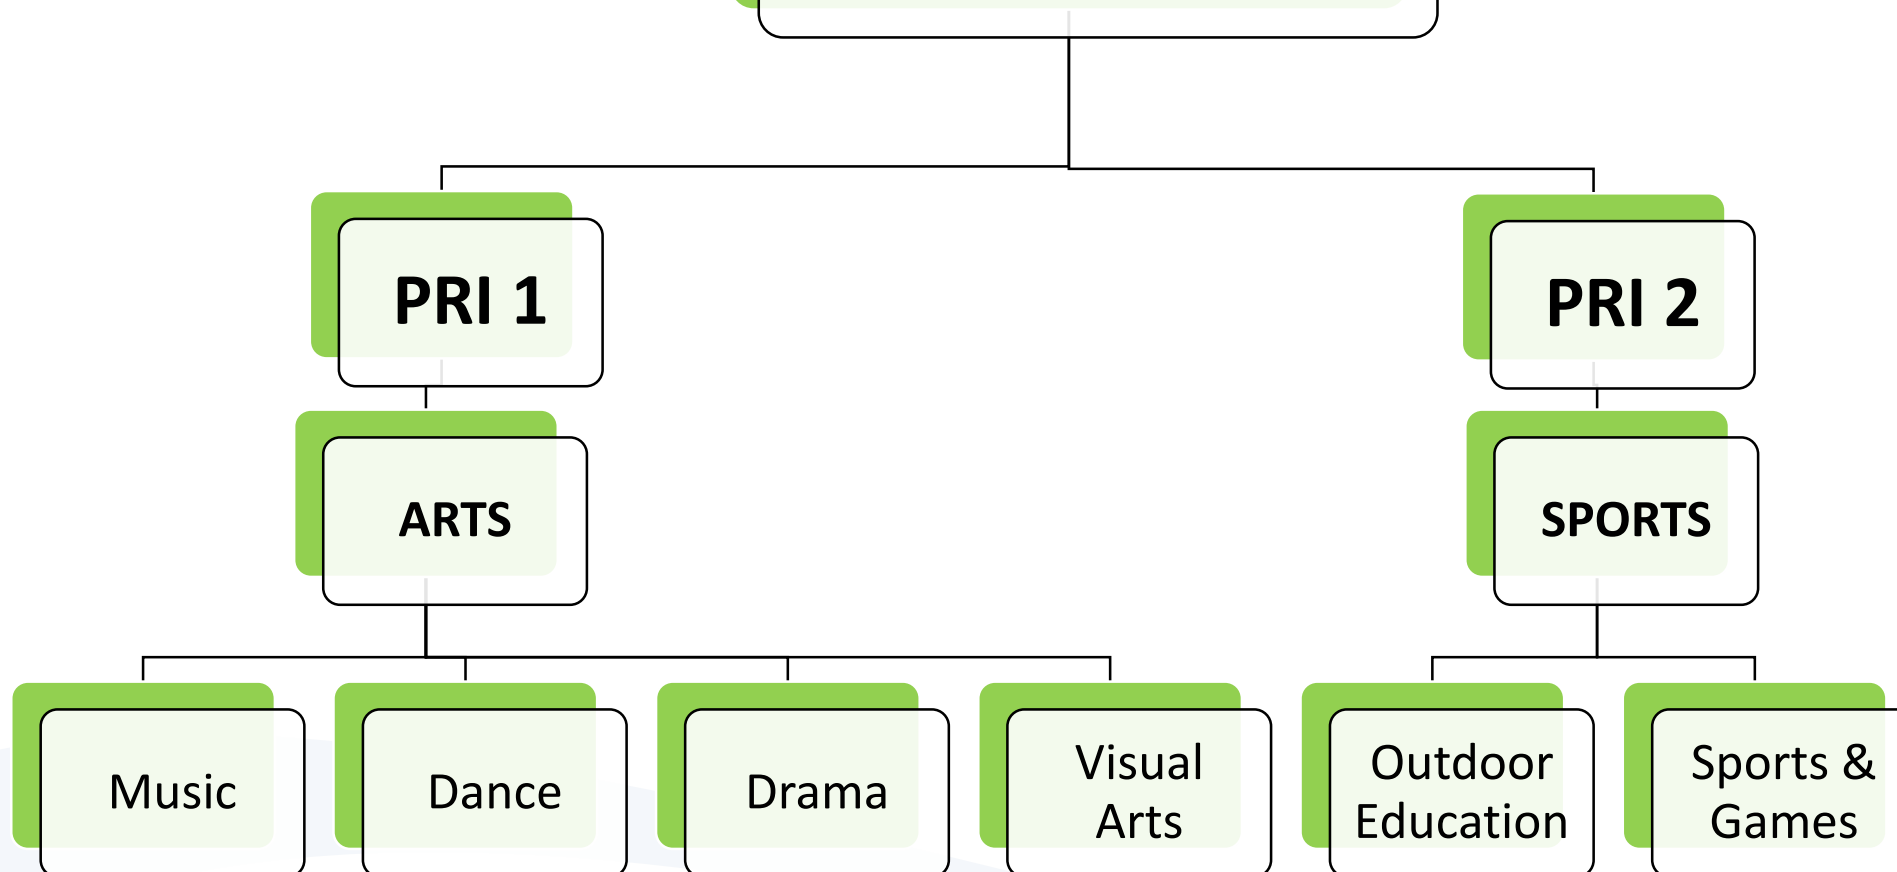 PRI 1
PRI 2
ARTS
SPORTS
Music
Dance
Drama
Visual
Arts
Outdoor
Education
Sports &
Games